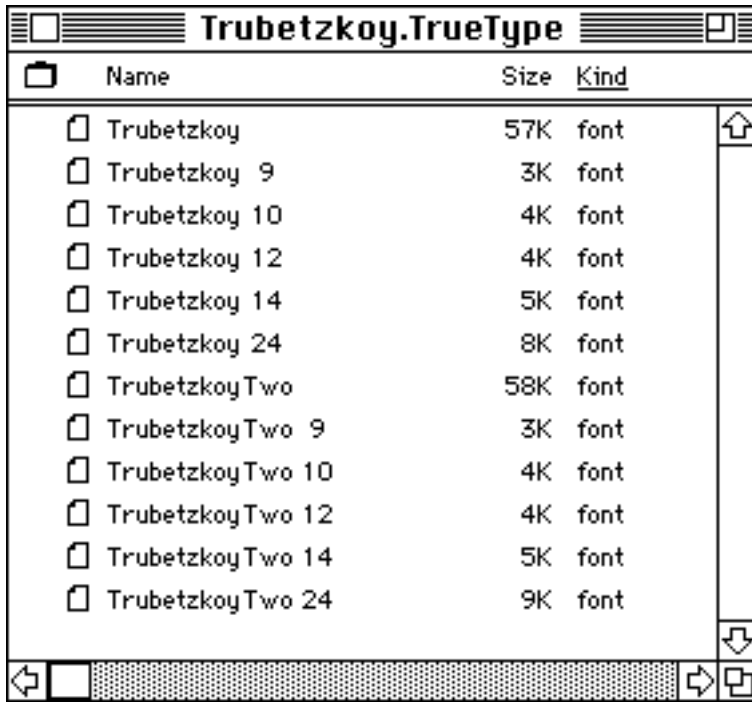 Trubetzkoy.TrueType
Name Size Kind
Trubetzkoy 57K font
Trubetzkoy  9 3K font
Trubetzkoy 10 4K font
Trubetzkoy 12 4K font
Trubetzkoy 14 5K font
Trubetzkoy 24 8K font
TrubetzkoyTwo 58K font
TrubetzkoyTwo  9 3K font
TrubetzkoyTwo 10 4K font
TrubetzkoyTwo 12 4K font
TrubetzkoyTwo 14 5K font
TrubetzkoyTwo 24 9K font